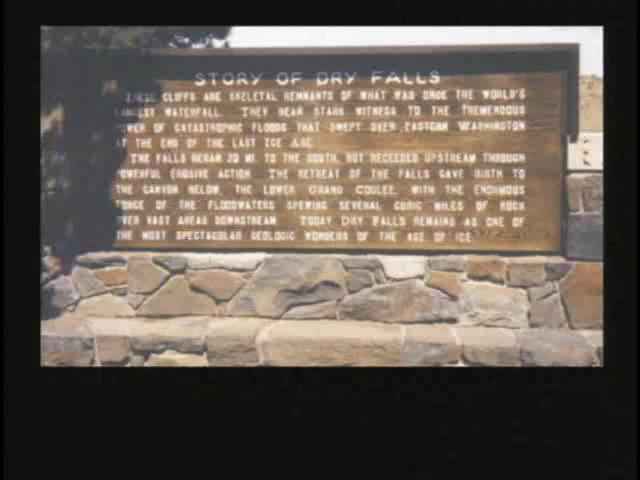 STORY OF DRY FALLS
THESE CLIFFS ARE SKELETAL REMNANTS OF WHAT WAS ONCE THE WORLD'S
LARGEST WATERFALL. THEY BEAR STARK WITNESS TO THE TREMENDOUS
POWER OF CATASTROPHIC FLOODS THAT SWEPT OVER EASTERN WASHINGTON
AT THE END OF THE LAST ICE AGE.
THE FALLS BEGAN 20 MI. TO THE SOUTH, BUT RECEEDED UPSTREAM THROUGH
POWERFUL EROSIVE ACTION. THE RETREAT OF THE FALLS GAVE BIRTH TO
THE CANYON BELOW, THE LOWER GRAND COULEE. WITH THE ENORMOUS
FORCE OF THE FLOODWATERS SPEWING SEVERAL CUBIC MILES OF ROCK
OVER VAST AREAS DOWNSTREAM. TODAY DRY FALLS REMAINS AS ONE OF
THE MOST SPECTACULAR GEOLOGIC WONDERS OF THE AGE OF ICE.